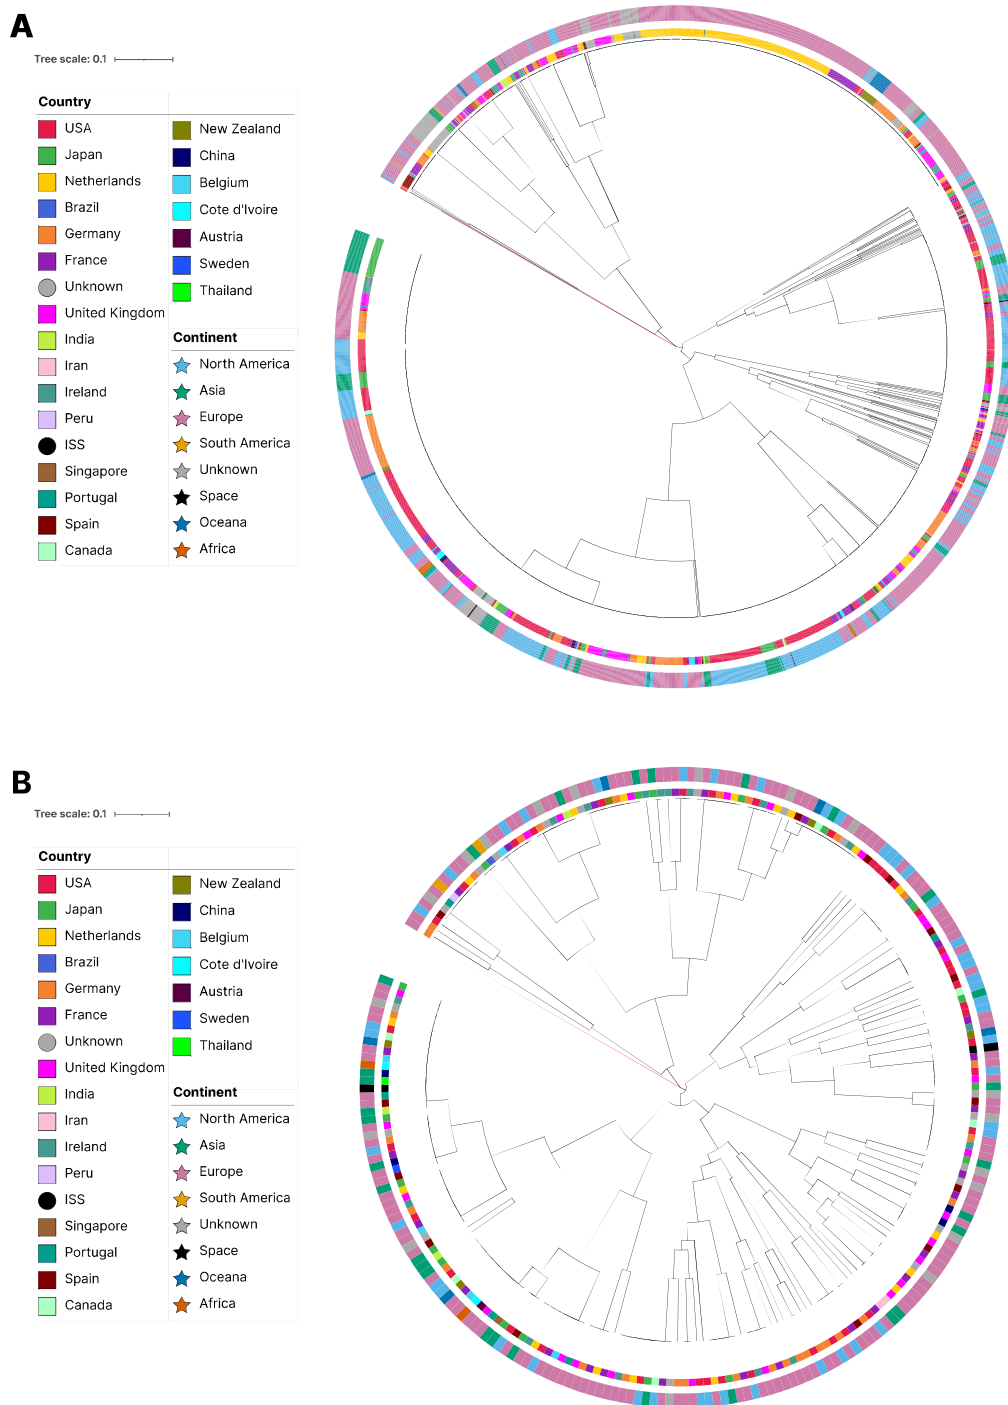 A
Tree scale: 0.1
Country
USA
Japan
Netherlands
Brazil
Germany
France
Unknown
United Kingdom
India
Iran
Ireland
Peru
ISS
Singapore
Portugal
Spain
Canada
New Zealand
China
Belgium
Cote d'Ivoire
Austria
Sweden
Thailand
Continent
North America
Asia
Europe
South America
Unknown
Space
Oceana
Africa
B
Tree scale: 0.1
Country
USA
Japan
Netherlands
Brazil
Germany
France
Unknown
United Kingdom
India
Iran
Ireland
Peru
ISS
Singapore
Portugal
Spain
Canada
New Zealand
China
Belgium
Cote d'Ivoire
Austria
Sweden
Thailand
Continent
North America
Asia
Europe
South America
Unknown
Space
Oceana
Africa